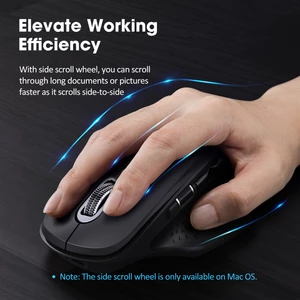 Elevate Working
Efficiency
With side scroll wheel, you can scroll
through long documents or pictures
faster as it scrolls side-to-side
• Note: The side scroll wheel is only available on Mac OS.